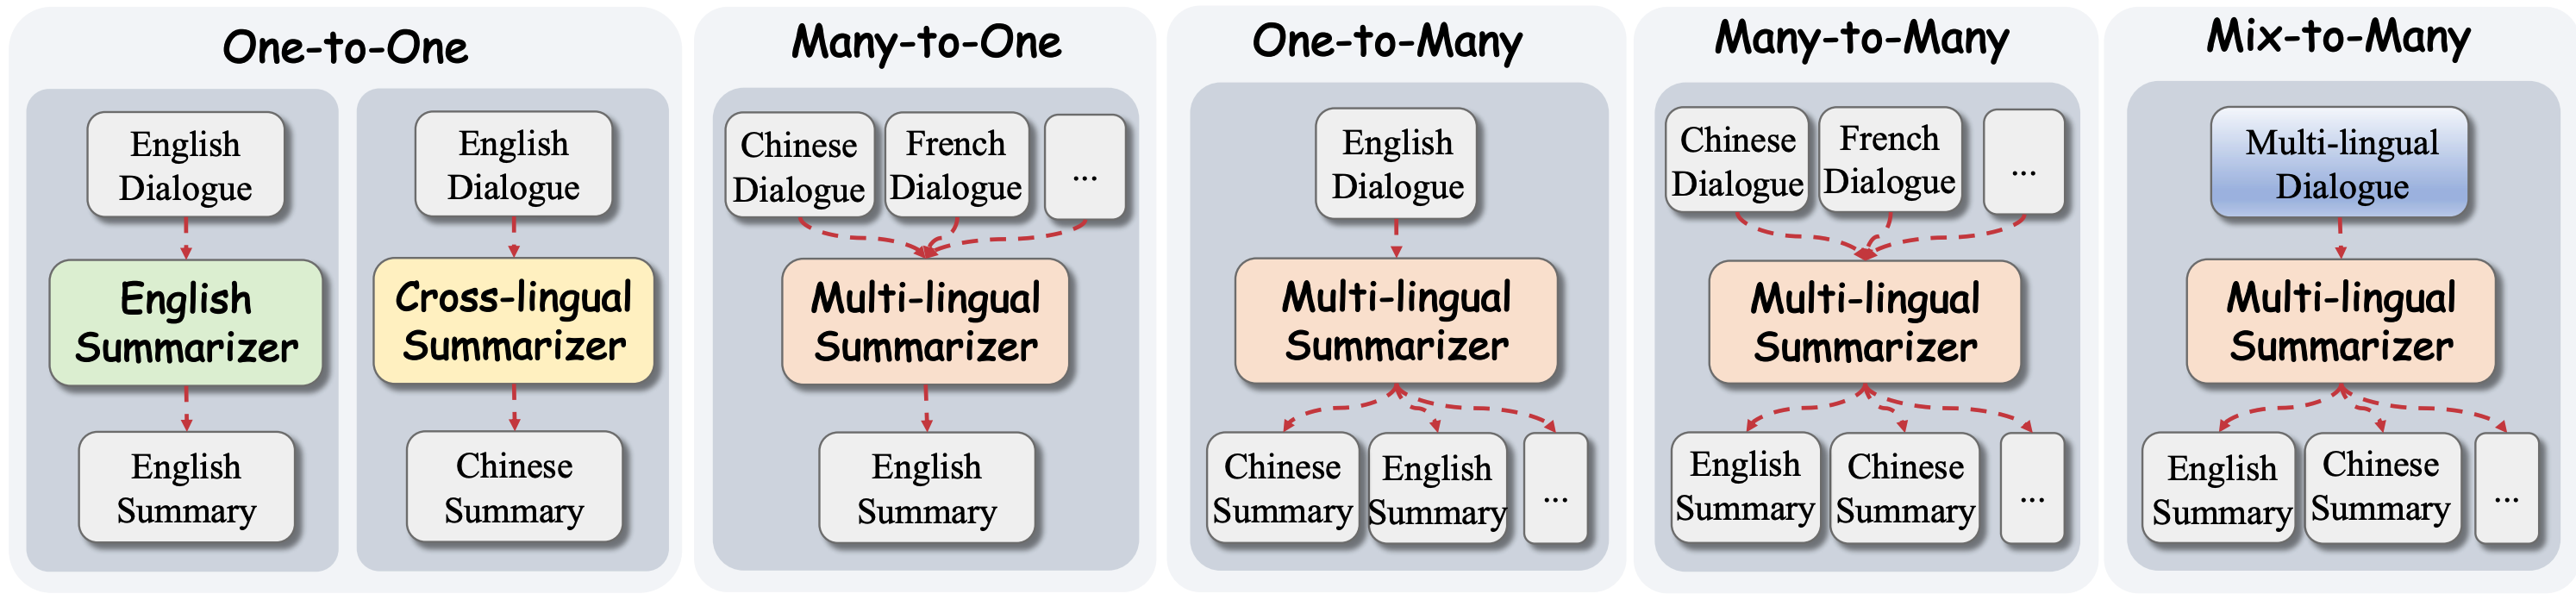 One-to-One
English
Dialogue
English
Summarizer
English
Summary
English
Dialogue
Cross-lingual
Summarizer
Chinese
Summary
Many-to-One
Chinese
Dialogue
French
Dialogue
...
Multi-lingual
Summarizer
English
Summary
One-to-Many
English
Dialogue
Multi-lingual
Summarizer
Chinese
Summary
English
Summary
...
Many-to-Many
Chinese
Dialogue
French
Dialogue
...
Multi-lingual
Summarizer
English
Summary
Chinese
Summary
...
Mix-to-Many
Multi-lingual
Dialogue
Multi-lingual
Summarizer
English
Summary
Chinese
Summary
...